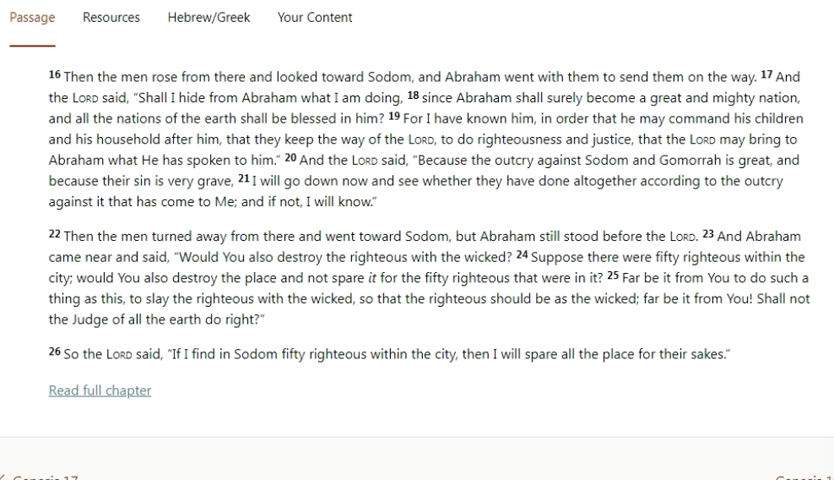 Passage Resources Hebrew/Greek Your Content
16 Then the men rose from there and looked toward Sodom, and Abraham went with them to send them on the way. 17 And
the LORD said, “Shall I hide from Abraham what I am doing, 18 since Abraham shall surely become a great and mighty nation,
and all the nations of the earth shall be blessed in him? 19 For I have known him, in order that he may command his children
and his household after him, that they keep the way of the LORD, to do righteousness and justice, that the LORD may bring to
Abraham what He has spoken to him.” 20 And the LORD said, “Because the outcry against Sodom and Gomorrah is great, and
because their sin is very grave, 21 I will go down now and see whether they have done altogether according to the outcry
against it that has come to Me; and if not, I will know.”
22 Then the men turned away from there and went toward Sodom, but Abraham still stood before the LORD. 23 And Abraham
came near and said, “Would You also destroy the righteous with the wicked? 24 Suppose there were fifty righteous within the
city; would You also destroy the place and not spare it for the fifty righteous that were in it? 25 Far be it from You to do such a
thing as this, to slay the righteous with the wicked, so that the righteous should be as the wicked; far be it from You! Shall not
the Judge of all the earth do right?”
26 So the LORD said, “If I find in Sodom fifty righteous within the city, then I will spare all the place for their sakes.”
Read full chapter
Genesis 17 Genesis